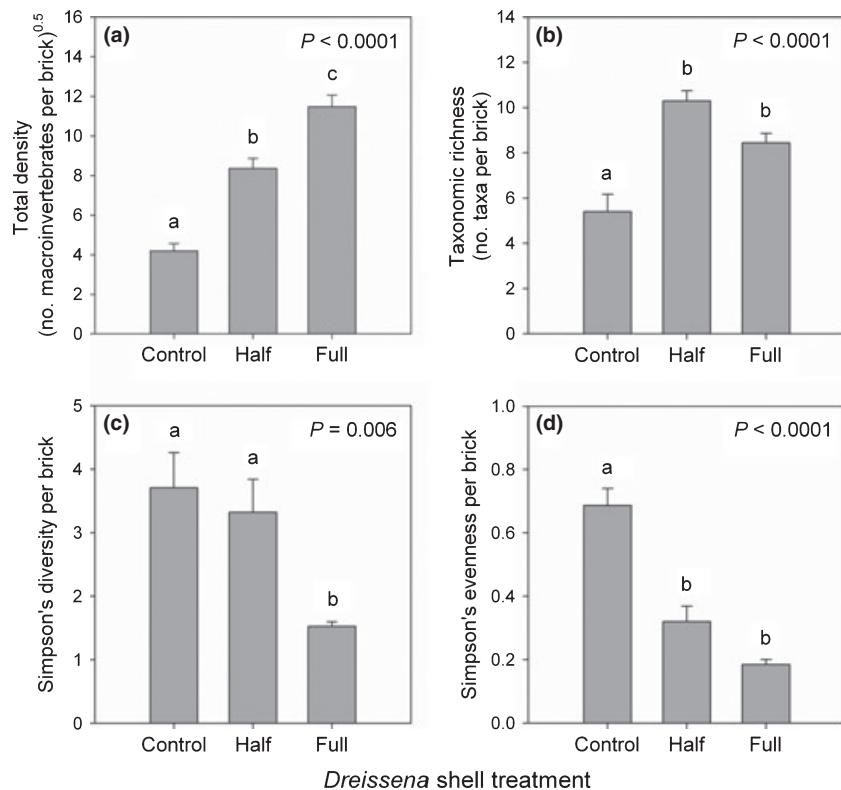 (a)
P < 0.0001
Total density
(no. macroinvertebrates per brick)^0.5
16
14
12
10
8
6
4
2
0
a
b
c
Control Half Full
(b)
P < 0.0001
Taxonomic richness
(no. taxa per brick)
14
12
10
8
6
4
2
0
a
b
b
Control Half Full
(c)
P = 0.006
Simpson's diversity per brick
5
4
3
2
1
0
a
a
b
Control Half Full
(d)
P < 0.0001
Simpson's evenness per brick
1.0
0.8
0.6
0.4
0.2
0.0
a
b
b
Control Half Full
Dreissena shell treatment